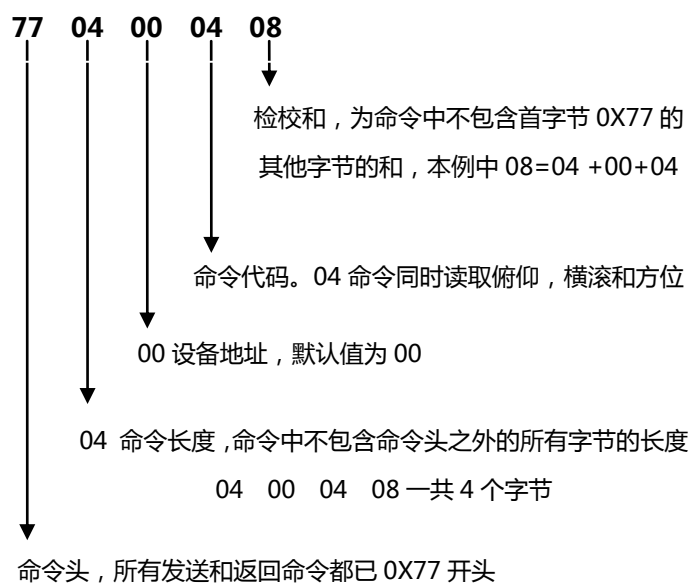 77 04 00 04 08
检校和，为命令中不包含首字节 0X77 的
其他字节的和，本例中 08=04 +00+04
命令代码。04 命令同时读取俯仰，横滚和方位
00 设备地址，默认值为 00
04 命令长度,命令中不包含命令头之外的所有字节的长度
04 00 04 08 一共 4 个字节
命令头，所有发送和返回命令都已 0X77 开头